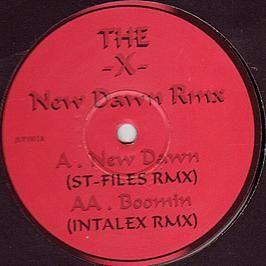 THE
-X-
New Dawn Rmx
A . New Dawn
(ST-FILES RMX)
AA . Boomin
(INTALEX RMX)